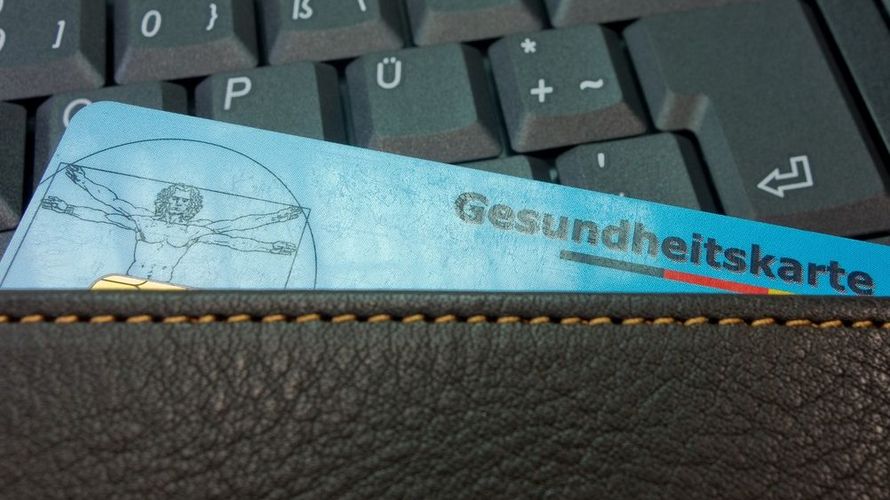 ]
0 }
ß
P
Ü
* + ~
'
Gesundheitskarte